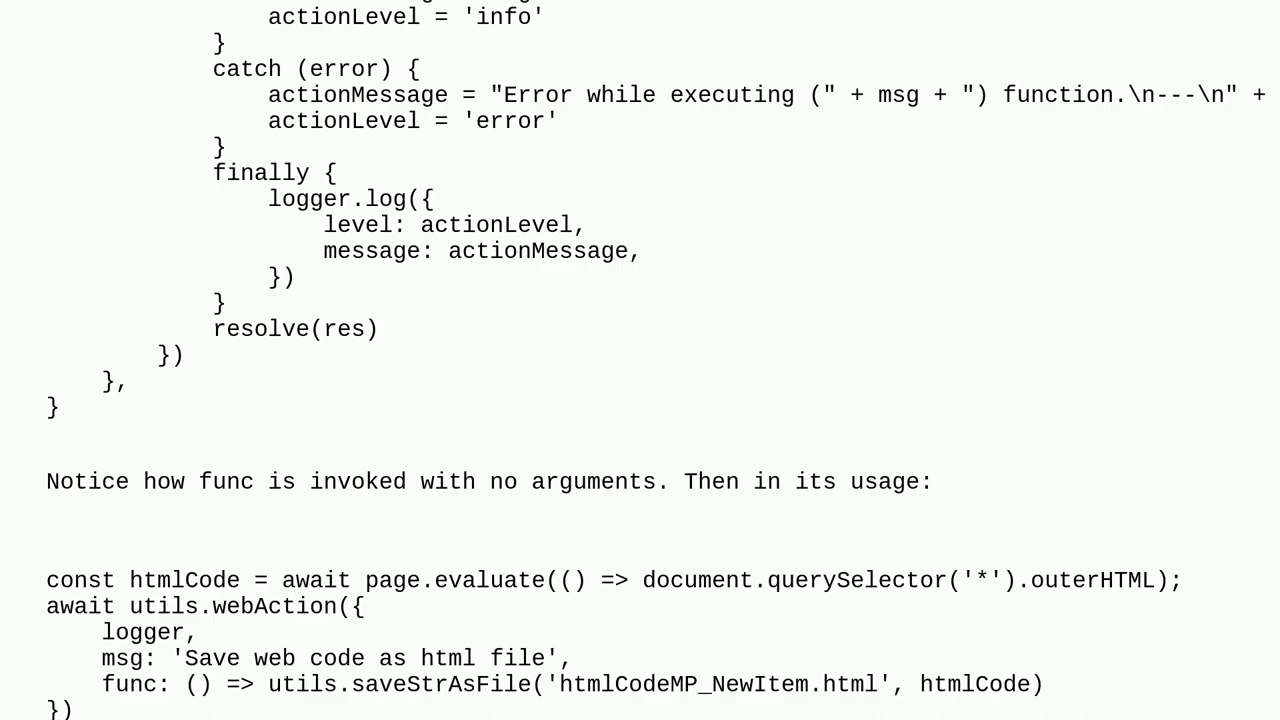 actionLevel = 'info'
}
catch (error) {
actionMessage = "Error while executing (" + msg + ") function.\n---\n" +
actionLevel = 'error'
}
finally {
logger.log({
level: actionLevel,
message: actionMessage,
})
}
resolve(res)
})
},
}
Notice how func is invoked with no arguments. Then in its usage:
const htmlCode = await page.evaluate(() => document.querySelector('*').outerHTML);
await utils.webAction({
logger,
msg: 'Save web code as html file',
func: () => utils.saveStrAsFile('htmlCodeMP_NewItem.html', htmlCode)
})